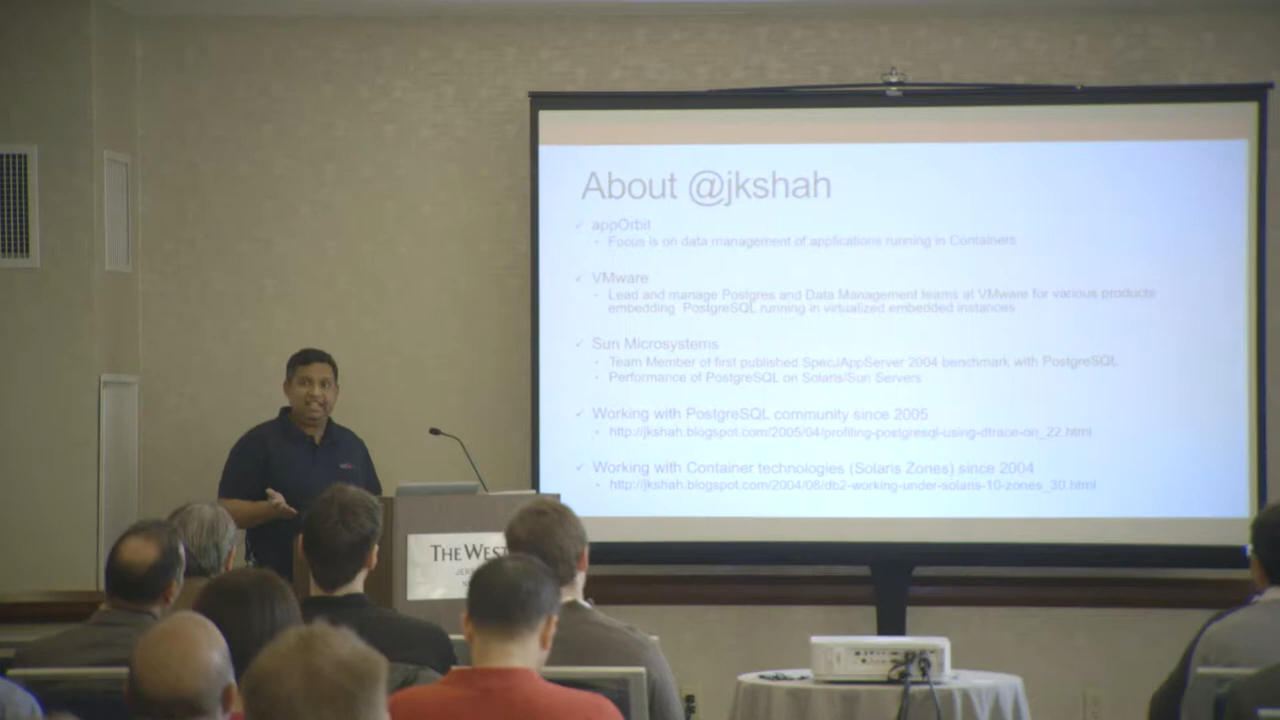 About @jkshah
✓ appOrbit
• Focus is on data management of applications running in Containers
✓ VMware
• Lead and manage Postgres and Data Management teams at VMware for various products
embedding PostgreSQL running in virtualized embedded instances
✓ Sun Microsystems
• Team Member of first published SpecJAppServer 2004 benchmark with PostgreSQL
• Performance of PostgreSQL on Solaris/Sun Servers
✓ Working with PostgreSQL community since 2005
• http://jkshah.blogspot.com/2005/04/profiling-postgresql-using-dtrace-on_22.html
✓ Working with Container technologies (Solaris Zones) since 2004
• http://jkshah.blogspot.com/2004/08/db2-working-under-solaris-10-zones_30.html
THE WEST